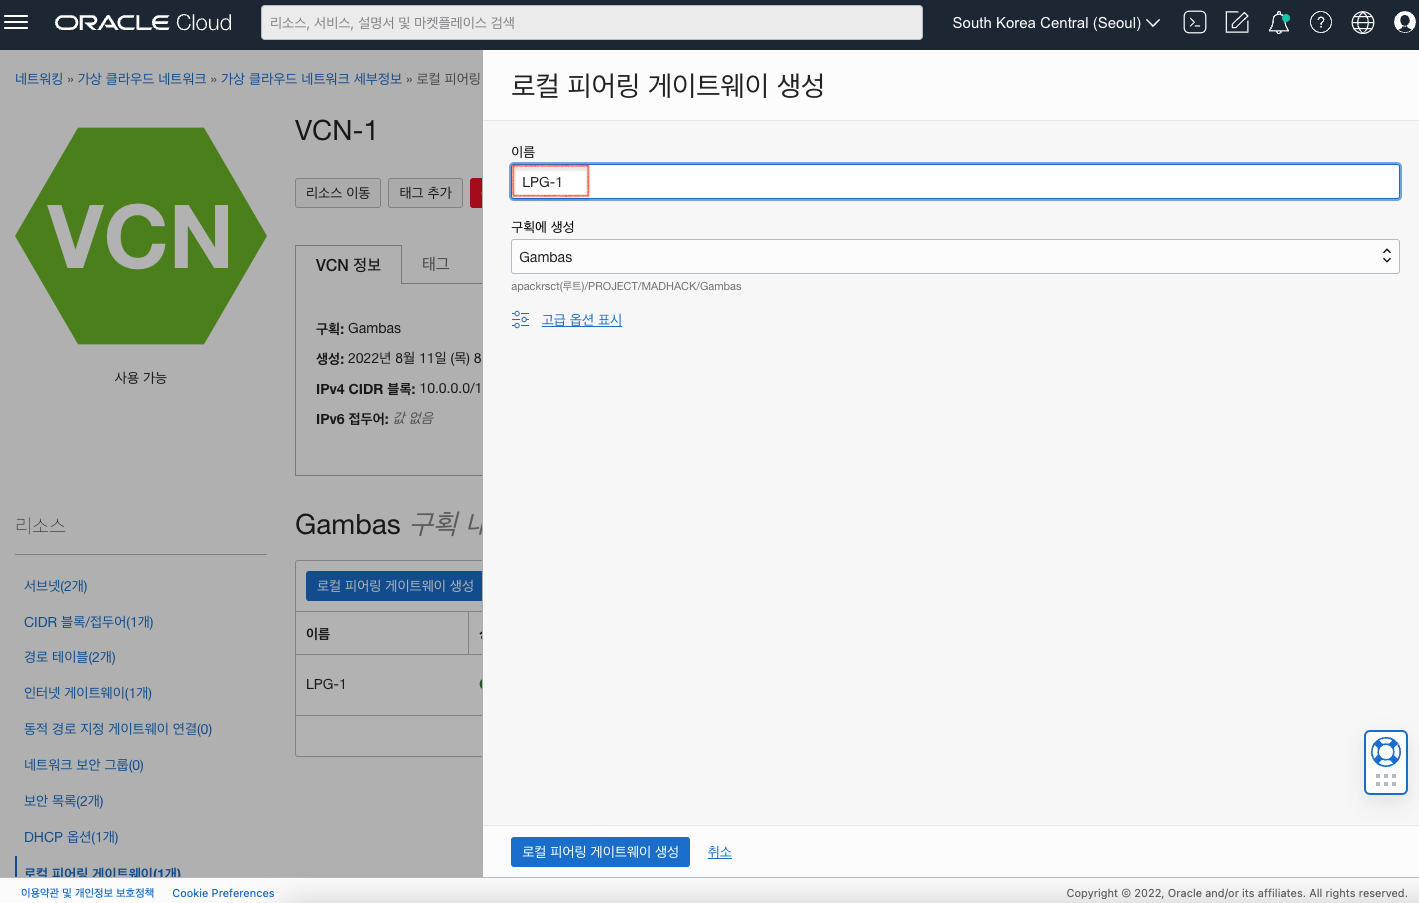 ORACLE Cloud
리소스, 서비스, 설명서 및 마켓플레이스 검색
South Korea Central (Seoul)
네트워킹 » 가상 클라우드 네트워크 » 가상 클라우드 네트워크 세부정보 » 로컬 피어링
VCN
사용 가능
VCN-1
리소스 이동
태그 추가
VCN 정보
태그
구획: Gambas
생성: 2022년 8월 11일 (목) 8
IPv4 CIDR 블록: 10.0.0.0/1
IPv6 접두어: 값 없음
리소스
서브넷(2개)
CIDR 블록/접두어(1개)
경로 테이블(2개)
인터넷 게이트웨이(1개)
동적 경로 지정 게이트웨이 연결(0)
네트워크 보안 그룹(0)
보안 목록(2개)
DHCP 옵션(1개)
로컬 피어링 게이트웨이(1개)
Gambas 구획 내
로컬 피어링 게이트웨이 생성
이름
LPG-1
로컬 피어링 게이트웨이 생성
이름
LPG-1
구획에 생성
Gambas
apackrsct(루트)/PROJECT/MADHACK/Gambas
고급 옵션 표시
로컬 피어링 게이트웨이 생성
취소
이용약관 및 개인정보 보호정책
Cookie Preferences
Copyright © 2022, Oracle and/or its affiliates. All rights reserved.